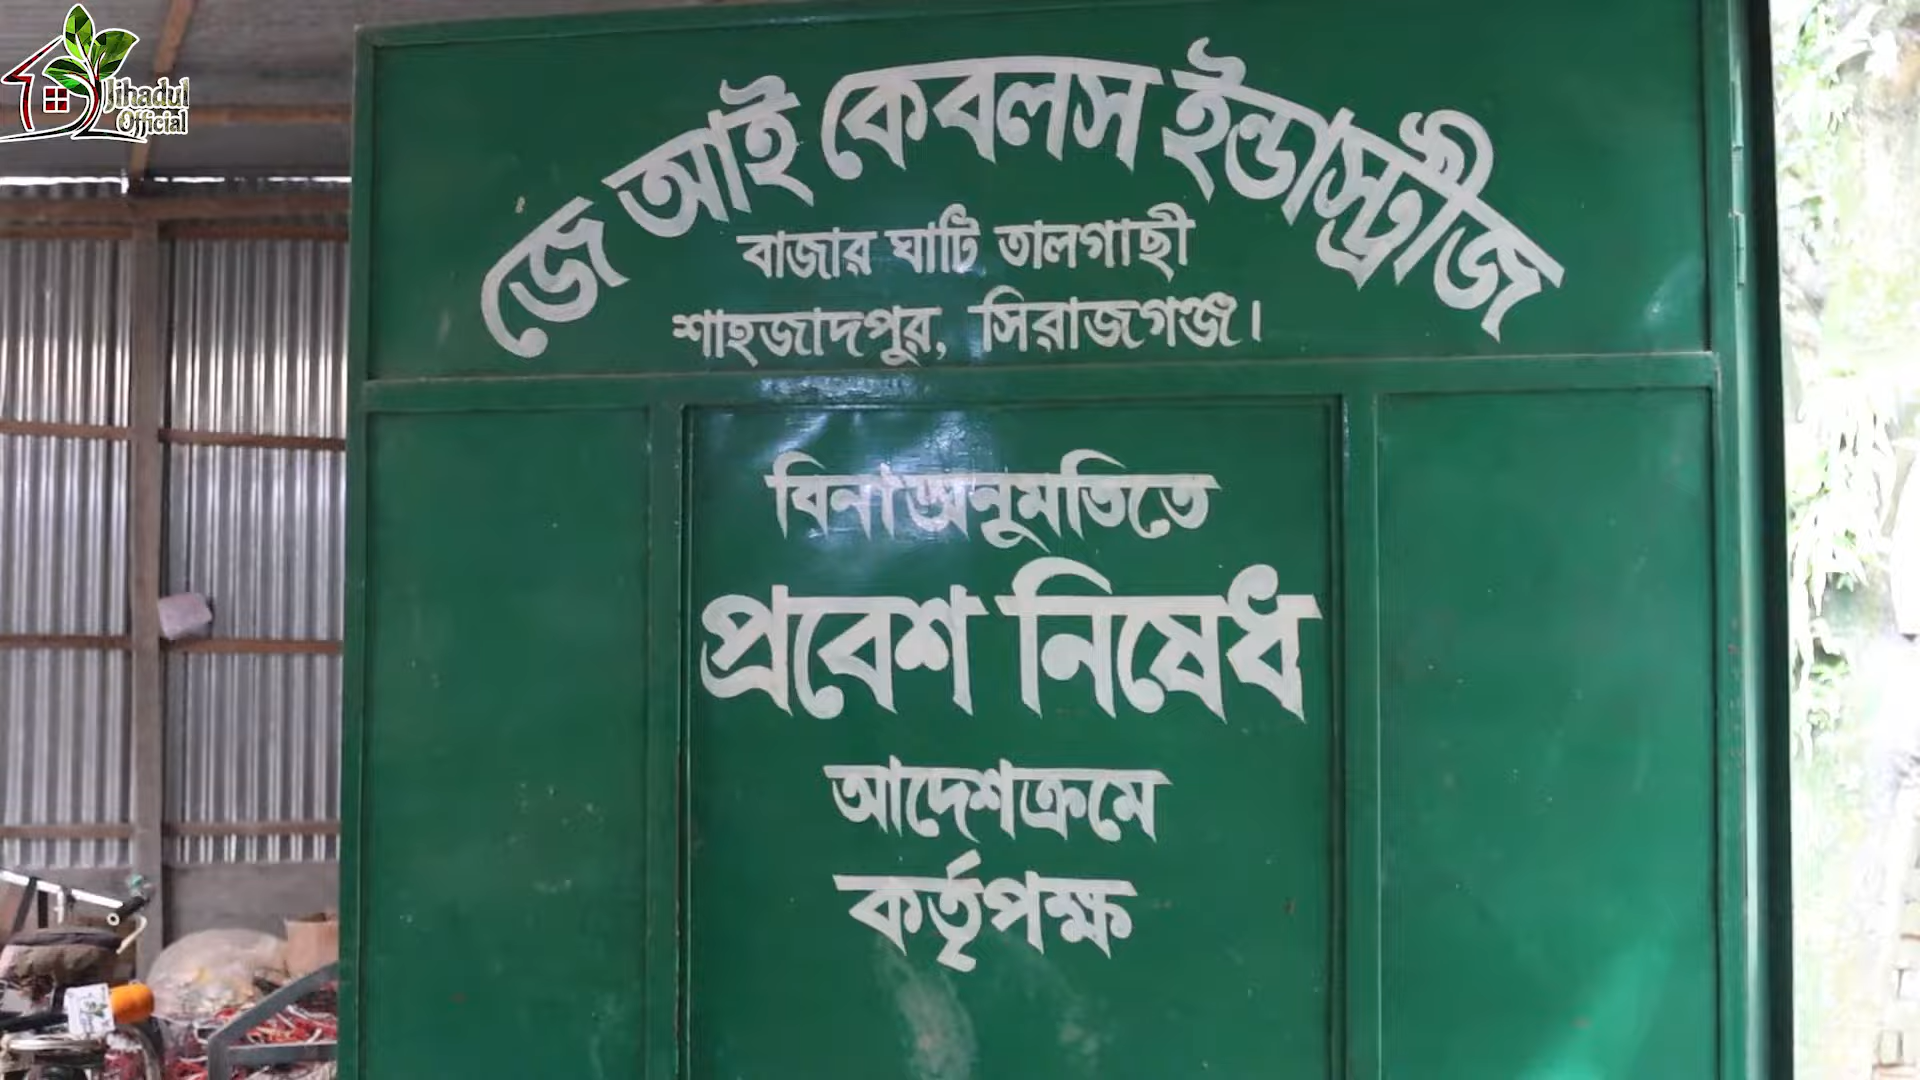 Jihadul
Official
জে আই কেবলস ইন্ডাস্ট্রীজ
বাজার ঘাটি তালগাছী
শাহজাদপুর, সিরাজগঞ্জ।
বিনাঅনুমতিতে
প্রবেশ নিষেধ
আদেশক্রমে
কর্তৃপক্ষ